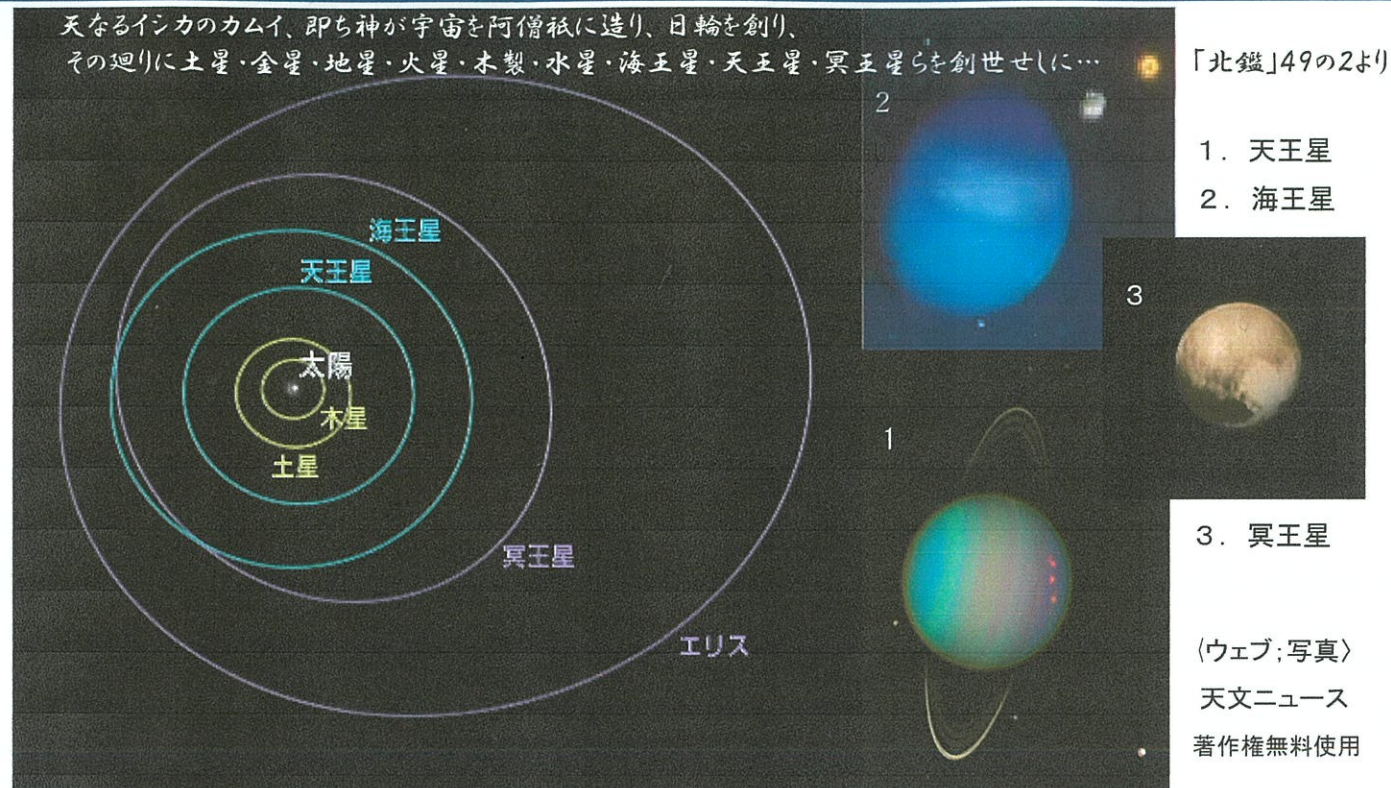 天なるイシカのカムイ、即ち神が宇宙を阿僧祇に造り、日輪を創り、
その廻りに土星・金星・地星・火星・木製・水星・海王星・天王星・冥王星らを創世せしに…
「北鑑」49の2より
2
1. 天王星
2. 海王星
海王星
天王星
太陽
木星
土星
冥王星
エリス
3
1
3. 冥王星
〈ウェブ;写真〉
天文ニュース
著作権無料使用